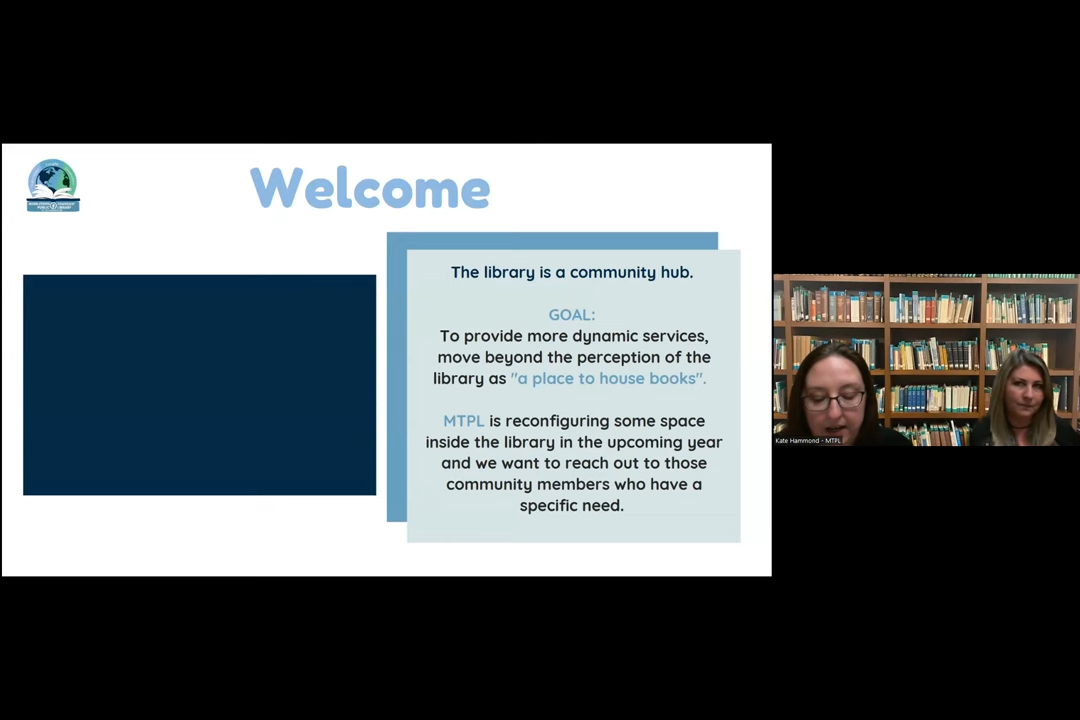 Welcome
The library is a community hub.
GOAL:
To provide more dynamic services,
move beyond the perception of the
library as "a place to house books".
MTPL is reconfiguring some space
inside the library in the upcoming year
and we want to reach out to those
community members who have a
specific need.
PUBLIC
LIBRARY
Kate Hammond - MTPL